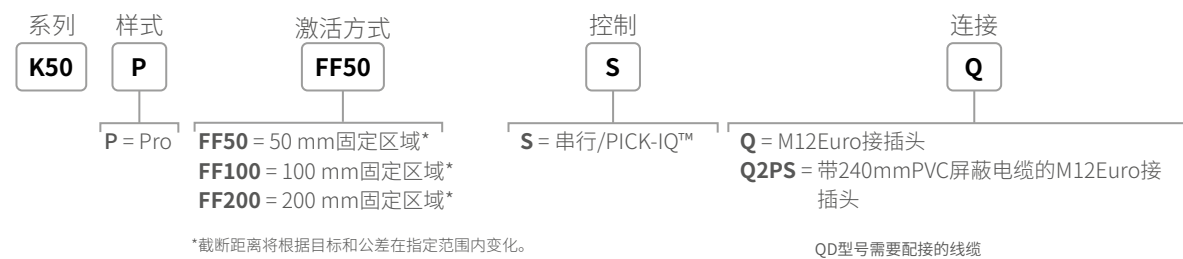 系列 样式 激活方式 控制 连接
K50 P FF50 S Q
P = Pro
FF50 = 50 mm固定区域*
FF100 = 100 mm固定区域*
FF200 = 200 mm固定区域*
S = 串行/PICK-IQ™
Q = M12Euro接插头
Q2PS = 带240mmPVC屏蔽电缆的M12Euro接
插头
*截断距离将根据目标和公差在指定范围内变化。
QD型号需要配接的线缆